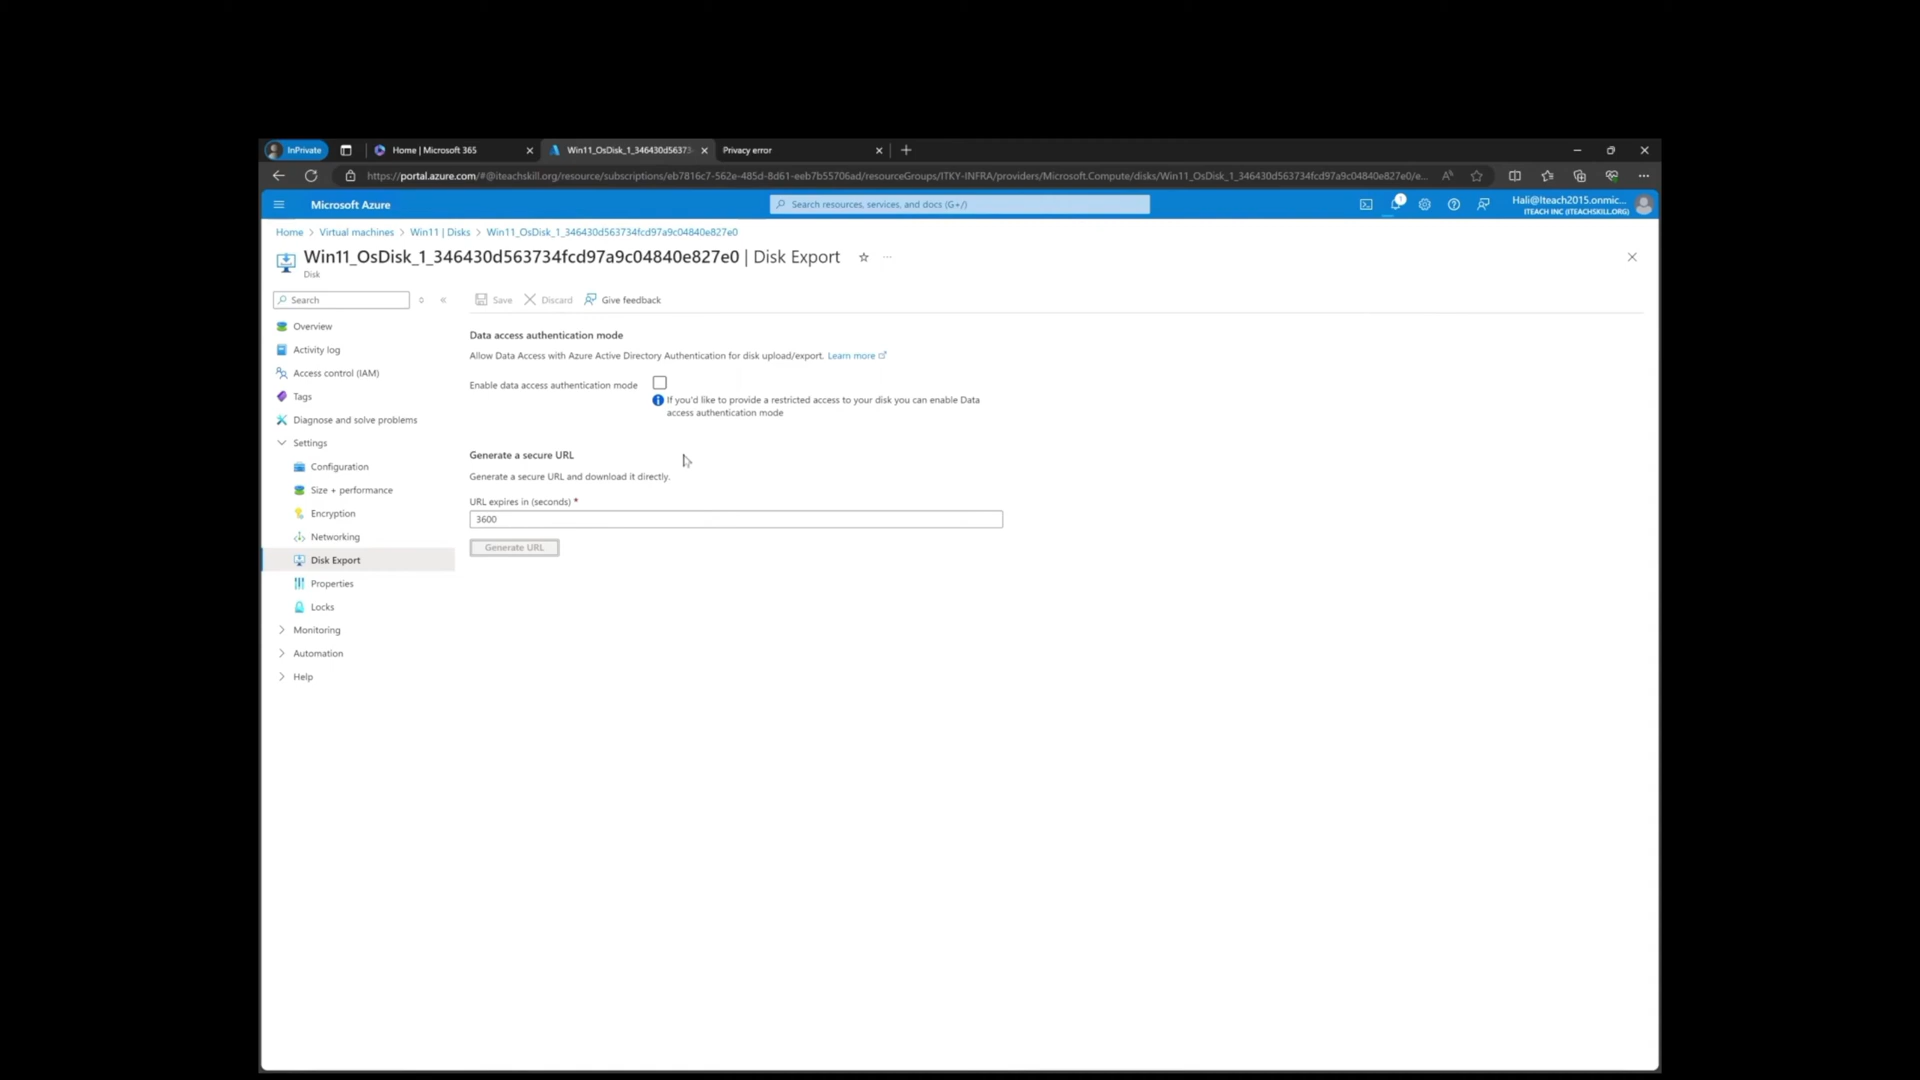 InPrivate
Home | Microsoft 365
Win11_OsDisk_1_346430d563734
Privacy error
https://portal.azure.com/#@iteachskill.org/resource/subscriptions/eb7816c7-562e-485d-8d61-eeb7b55706ad/resourceGroups/ITKY-INFRA/providers/Microsoft.Compute/disks/Win11_OsDisk_1_346430d563734fcd97a9c04840e827e0/e...
Microsoft Azure
Search resources, services, and docs (G+/)
1
Hali@Iteach2015.onmic...
ITEACH INC (ITEACHSKILL.ORG)
Home > Virtual machines > Win11 | Disks > Win11_OsDisk_1_346430d563734fcd97a9c04840e827e0
Win11_OsDisk_1_346430d563734fcd97a9c04840e827e0 | Disk Export
Disk
Search
Save
Discard
Give feedback
Overview
Activity log
Access control (IAM)
Tags
Diagnose and solve problems
Settings
Configuration
Size + performance
Encryption
Networking
Disk Export
Properties
Locks
Monitoring
Automation
Help
Data access authentication mode
Allow Data Access with Azure Active Directory Authentication for disk upload/export. Learn more
Enable data access authentication mode
If you'd like to provide a restricted access to your disk you can enable Data
access authentication mode
Generate a secure URL
Generate a secure URL and download it directly.
URL expires in (seconds) *
3600
Generate URL